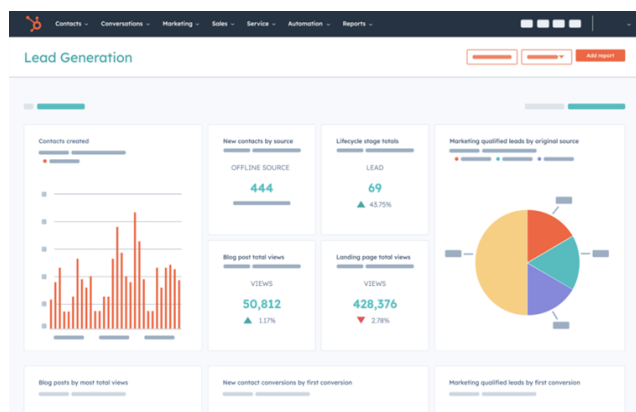 Contacts Conversations Marketing Sales Service Automation Reports
Lead Generation
Add report
Contacts created
New contacts by source
OFFLINE SOURCE
444
Lifecycle stage totals
LEAD
69
43.75%
Marketing qualified leads by original source
Blog post total views
VIEWS
50,812
1.17%
Landing page total views
VIEWS
428,376
2.78%
Blog posts by most total views
New contact conversions by first conversion
Marketing qualified leads by first conversion